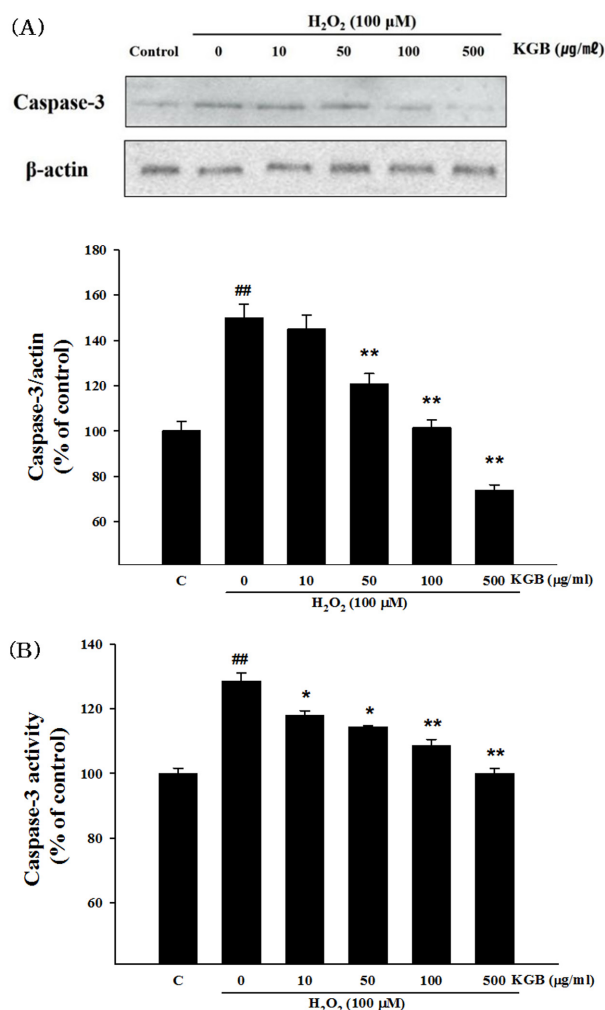 (A)
H₂O₂ (100 μM)
Control 0 10 50 100 500 KGB (㎍/㎖)
Caspase-3
β-actin
180
160
140
120
100
80
60
Caspase-3/actin
(% of control)
##
**
**
**
C 0 10 50 100 500 KGB (μg/ml)
H₂O₂ (100 μM)
(B)
140
120
100
80
60
Caspase-3 activity
(% of control)
##
*
*
**
**
C 0 10 50 100 500 KGB (μg/ml)
H₂O₂ (100 μM)